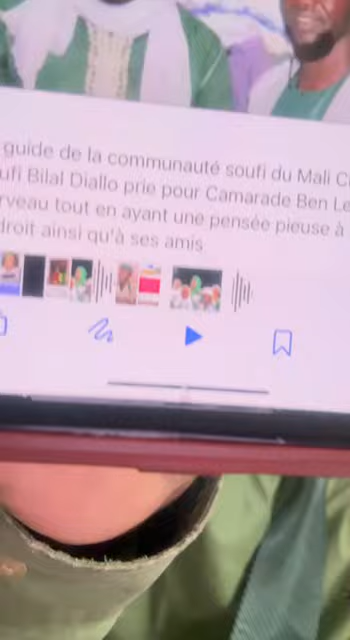 guide de la communauté soufi du Mali C
ufi Bilal Diallo prie pour Camarade Ben Le
rveau tout en ayant une pensée pieuse à
droit ainsi qu'à ses amis